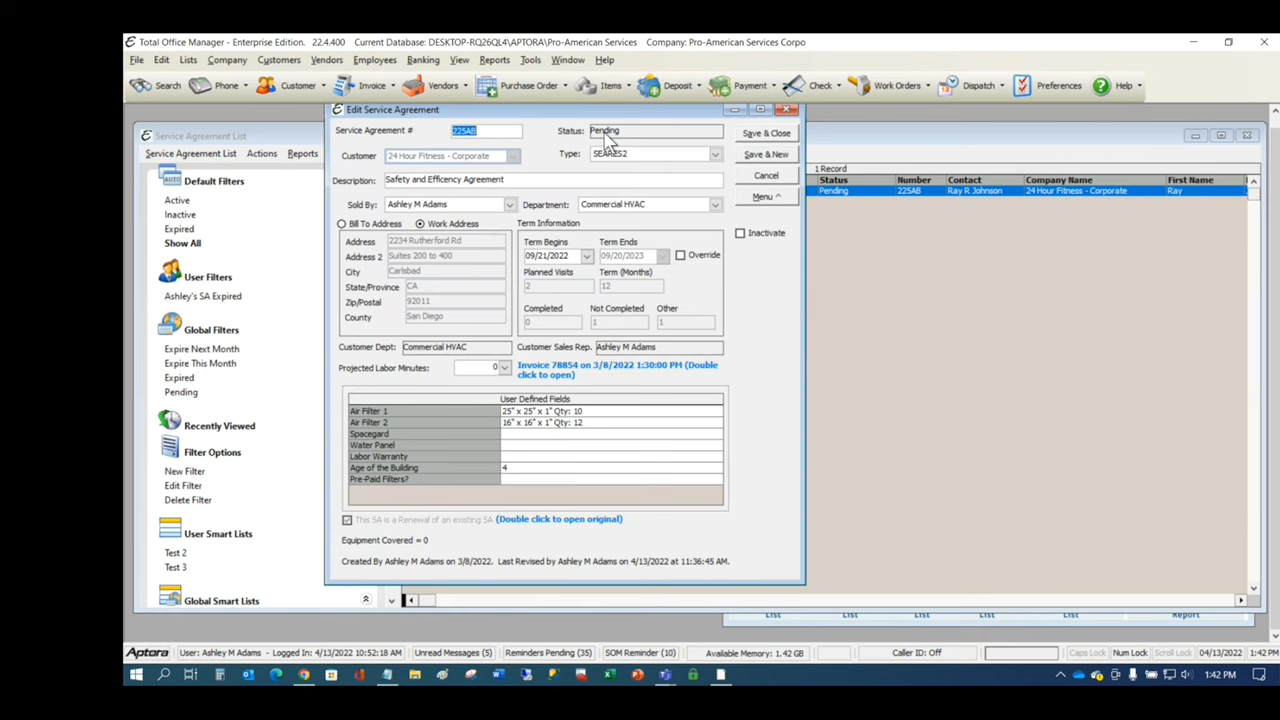 Total Office Manager - Enterprise Edition. 22.4.400 Current Database: DESKTOP-RQ26QL4\APTORA\Pro-American Services Company: Pro-American Services Corpo
File Edit Lists Company Customers Vendors Employees Banking View Reports Tools Window Help
Search Phone Customer Invoice Vendors Purchase Order Items Deposit Payment Check Work Orders Dispatch Preferences Help
Service Agreement List
Service Agreement List Actions Reports
Default Filters
Active
Inactive
Expired
Show All
User Filters
Ashley's SA Expired
Global Filters
Expire Next Month
Expire This Month
Expired
Pending
Recently Viewed
Filter Options
New Filter
Edit Filter
Delete Filter
User Smart Lists
Test 2
Test 3
Global Smart Lists
Edit Service Agreement
Service Agreement # 225AB Status: Pending Save & Close
Customer 24 Hour Fitness - Corporate Type: SEARES2 Save & New
Description: Safety and Efficency Agreement Cancel
Sold By: Ashley M Adams Department: Commercial HVAC Menu ^
Bill To Address Work Address Term Information Inactivate
Address 2234 Rutherford Rd Term Begins Term Ends
Address 2 Suites 200 to 400 09/21/2022 09/20/2023 Override
City Carlsbad Planned Visits Term (Months)
State/Province CA 2 12
Zip/Postal 92011 Completed Not Completed Other
County San Diego 0 1 1
Customer Dept: Commercial HVAC Customer Sales Rep. Ashley M Adams
Projected Labor Minutes: 0 Invoice 78854 on 3/8/2022 1:30:00 PM (Double
click to open)
User Defined Fields
Air Filter 1 25" x 25" x 1" Qty: 10
Air Filter 2 16" x 16" x 1" Qty: 12
Spacegard
Water Panel
Labor Warranty
Age of the Building 4
Pre-Paid Filters?
This SA is a Renewal of an existing SA (Double click to open original)
Equipment Covered = 0
Created By Ashley M Adams on 3/8/2022. Last Revised by Ashley M Adams on 4/13/2022 at 11:36:45 AM.
1 Record
Status Number Contact Company Name First Name
Pending 225AB Ray R Johnson 24 Hour Fitness - Corporate Ray
List List List List Report
Aptora User: Ashley M Adams - Logged In: 4/13/2022 10:52:18 AM Unread Messages (5) Reminders Pending (35) SOM Reminder (10) Available Memory: 1.42 GB Caller ID: Off Caps Lock Num Lock Scroll Lock 04/13/2022 1:42 PM
1:42 PM